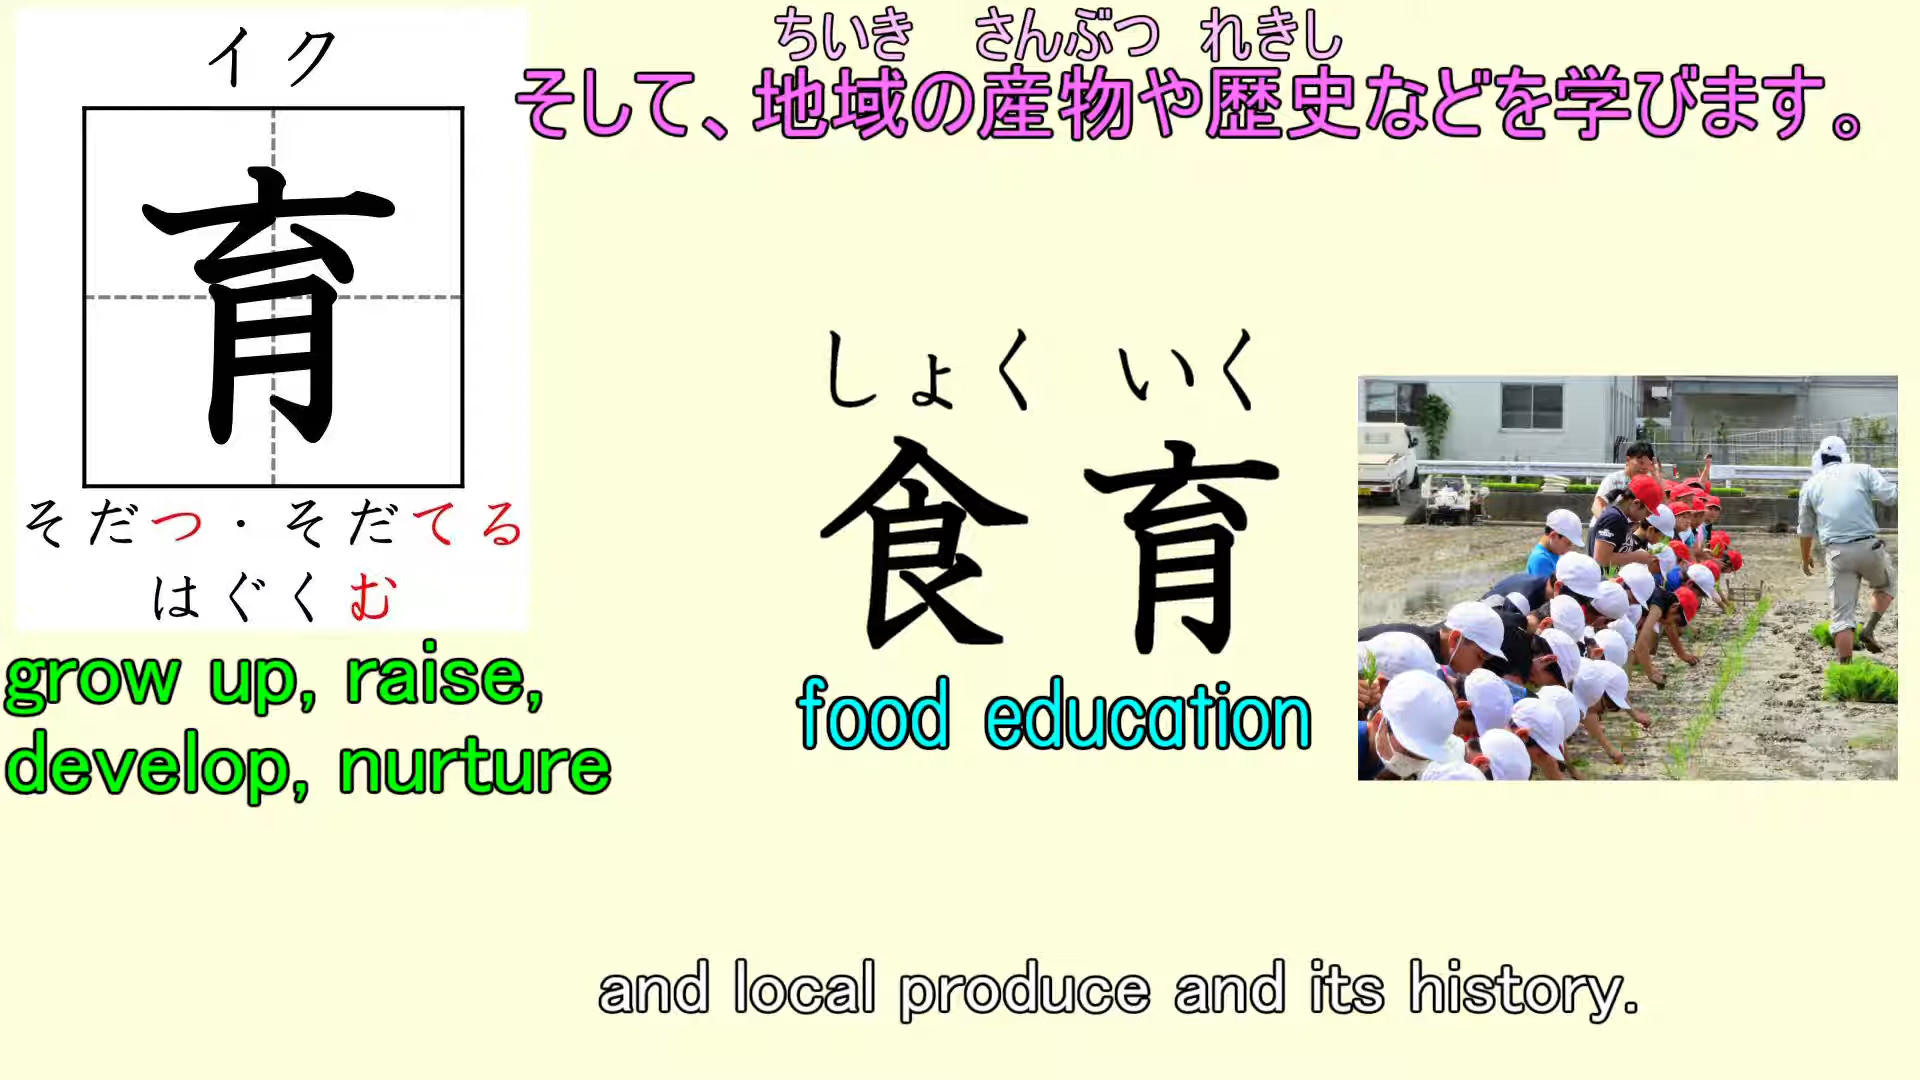 イク
育
そだつ・そだてる
はぐくむ
grow up, raise,
develop, nurture
ちいき さんぶつ れきし
そして、地域の産物や歴史などを学びます。
しょく いく
食育
food education
and local produce and its history.